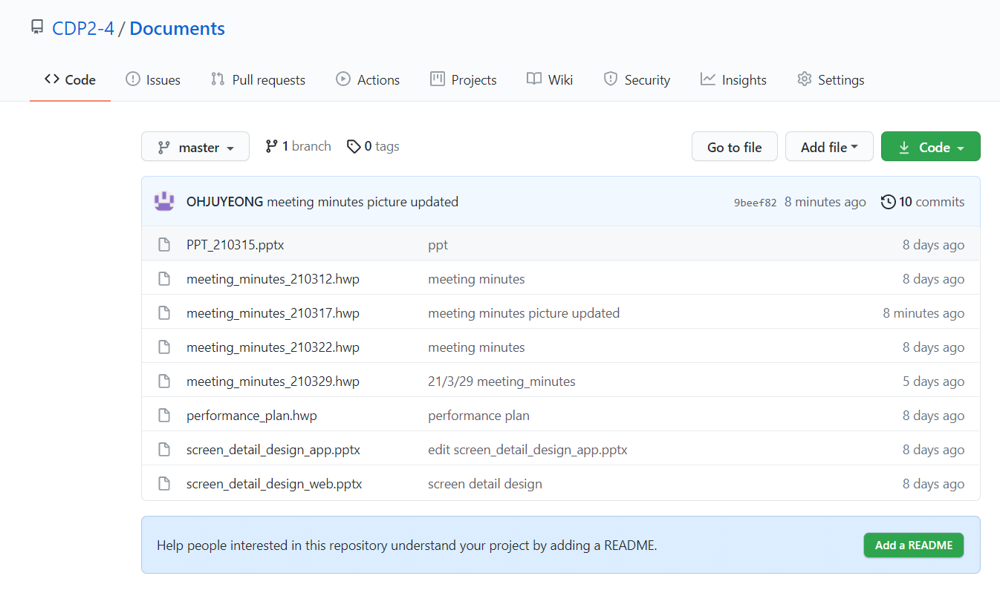 CDP2-4 / Documents
Code Issues Pull requests Actions Projects Wiki Security Insights Settings
master 1 branch 0 tags Go to file Add file Code
OHJUYEONG meeting minutes picture updated 9beef82 8 minutes ago 10 commits
PPT_210315.pptx ppt 8 days ago
meeting_minutes_210312.hwp meeting minutes 8 days ago
meeting_minutes_210317.hwp meeting minutes picture updated 8 minutes ago
meeting_minutes_210322.hwp meeting minutes 8 days ago
meeting_minutes_210329.hwp 21/3/29 meeting_minutes 5 days ago
performance_plan.hwp performance plan 8 days ago
screen_detail_design_app.pptx edit screen_detail_design_app.pptx 8 days ago
screen_detail_design_web.pptx screen detail design 8 days ago
Help people interested in this repository understand your project by adding a README. Add a README